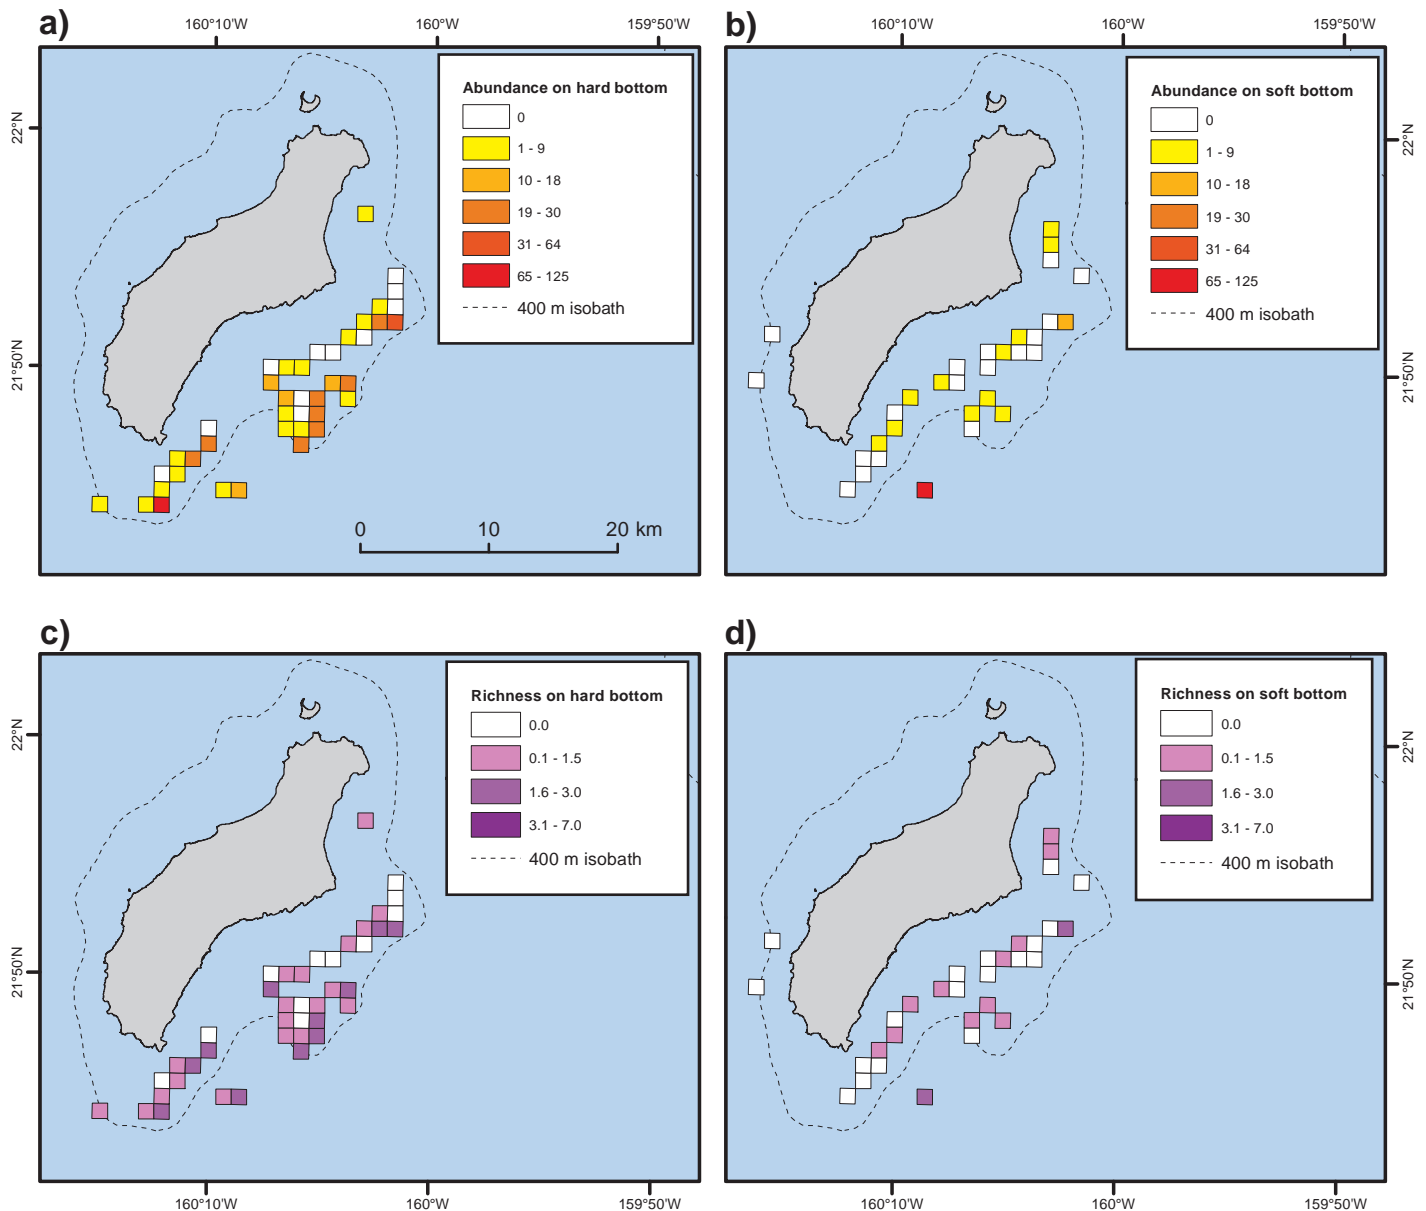 a)
160°10'W
160°W
159°50'W
22°N
21°50'N
Abundance on hard bottom
0
1 - 9
10 - 18
19 - 30
31 - 64
65 - 125
400 m isobath
0
10
20 km
b)
160°10'W
160°W
159°50'W
22°N
21°50'N
Abundance on soft bottom
0
1 - 9
10 - 18
19 - 30
31 - 64
65 - 125
400 m isobath
c)
22°N
21°50'N
Richness on hard bottom
0.0
0.1 - 1.5
1.6 - 3.0
3.1 - 7.0
400 m isobath
160°10'W
160°W
159°50'W
d)
22°N
21°50'N
Richness on soft bottom
0.0
0.1 - 1.5
1.6 - 3.0
3.1 - 7.0
400 m isobath
160°10'W
160°W
159°50'W